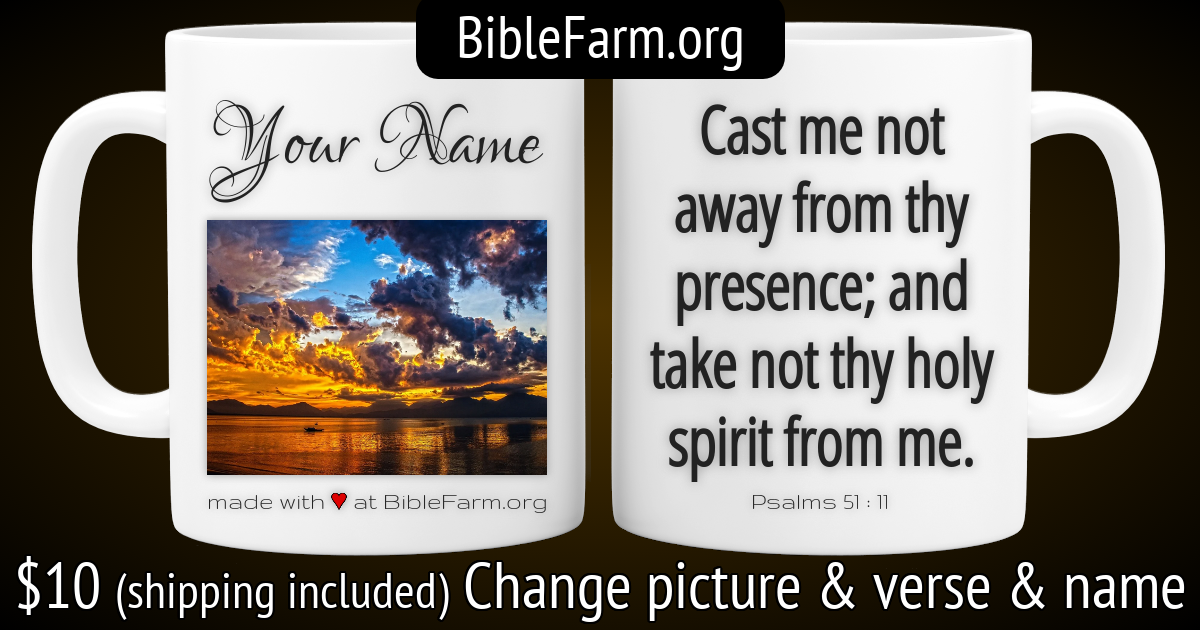 BibleFarm.org
Your Name
made with ♥ at BibleFarm.org
Cast me not
away from thy
presence; and
take not thy holy
spirit from me.
Psalms 51 : 11
$10 (shipping included) Change picture & verse & name